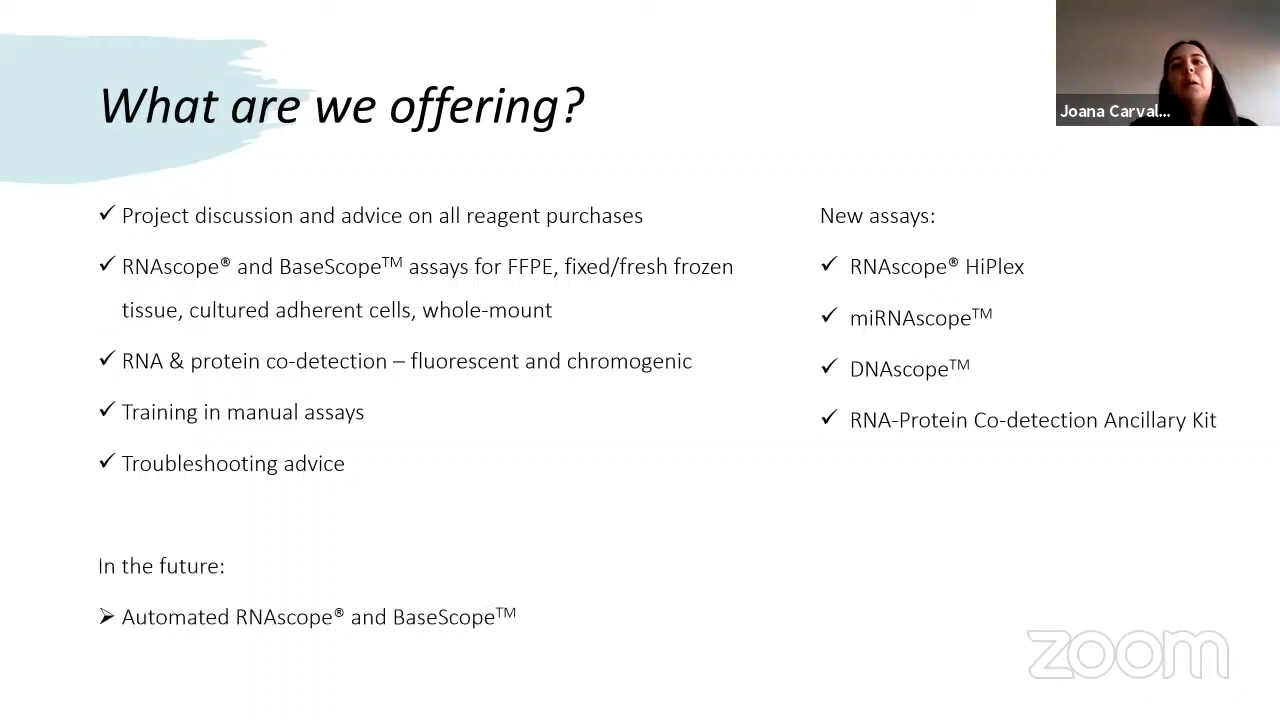 What are we offering?
Joana Carval...
✓ Project discussion and advice on all reagent purchases
✓ RNAscope® and BaseScope™ assays for FFPE, fixed/fresh frozen
tissue, cultured adherent cells, whole-mount
✓ RNA & protein co-detection – fluorescent and chromogenic
✓ Training in manual assays
✓ Troubleshooting advice
In the future:
➢ Automated RNAscope® and BaseScope™
New assays:
✓ RNAscope® HiPlex
✓ miRNAscope™
✓ DNAscope™
✓ RNA-Protein Co-detection Ancillary Kit
zoom